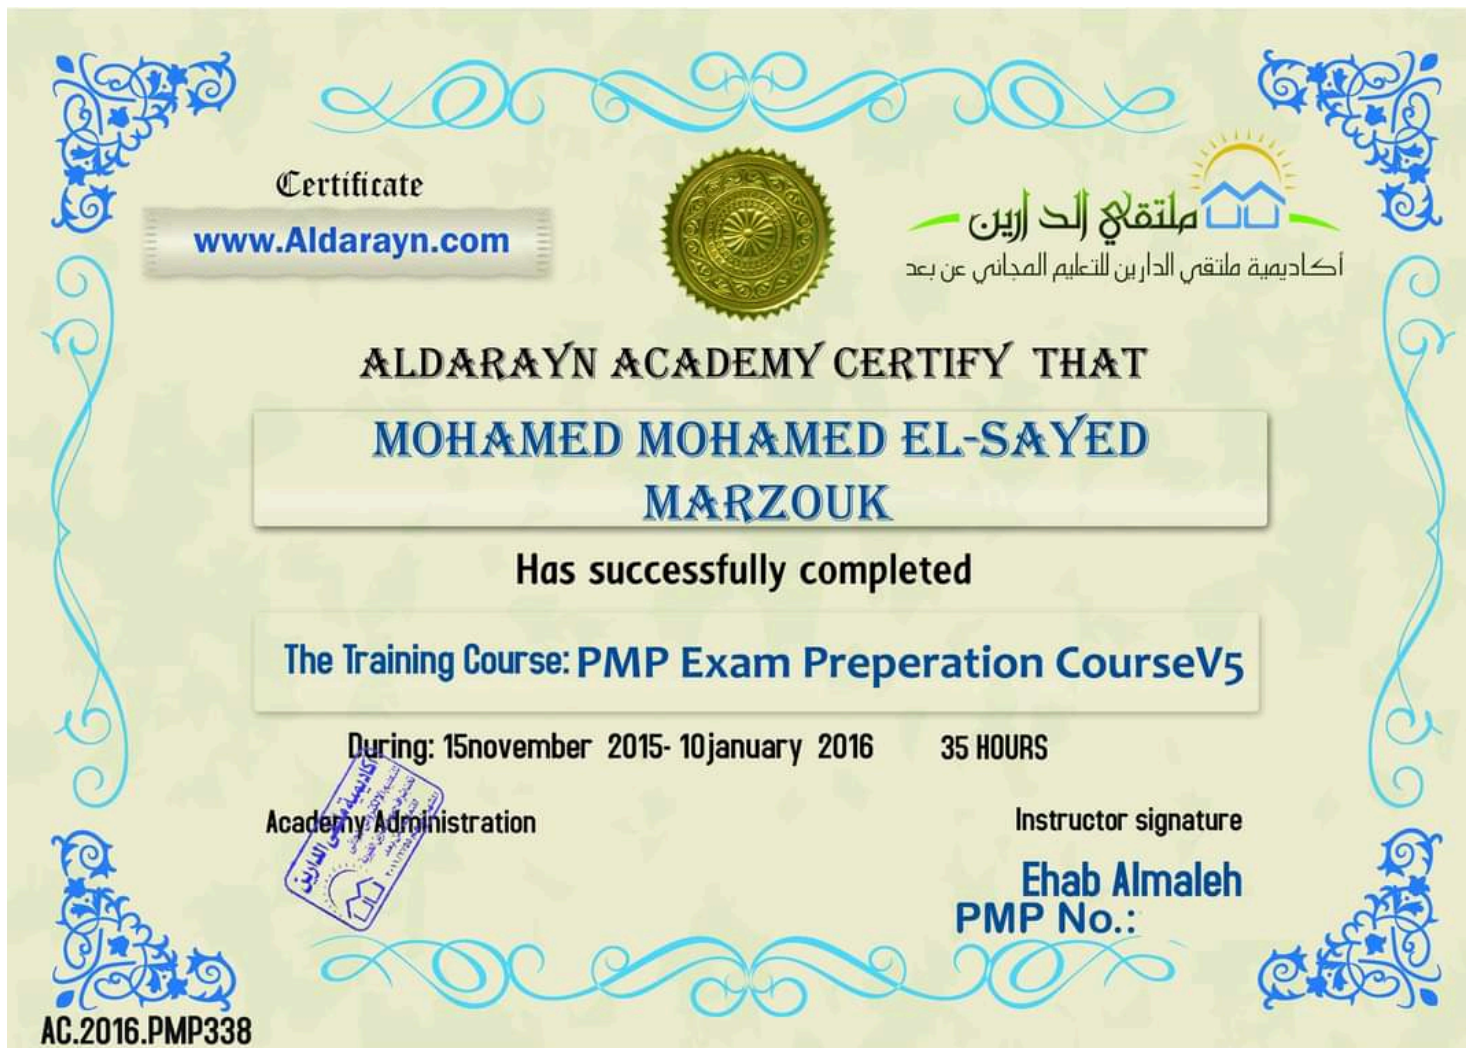 Certificate
www.Aldarayn.com
ملتقي الدارين
أكاديمية ملتقي الدارين للتعليم المجاني عن بعد
ALDARAYN ACADEMY CERTIFY THAT
MOHAMED MOHAMED EL-SAYED
MARZOUK
Has successfully completed
The Training Course: PMP Exam Preperation CourseV5
During: 15november 2015- 10january 2016 35 HOURS
Academy Administration
Instructor signature
Ehab Almaleh
PMP No.:
AC.2016.PMP338